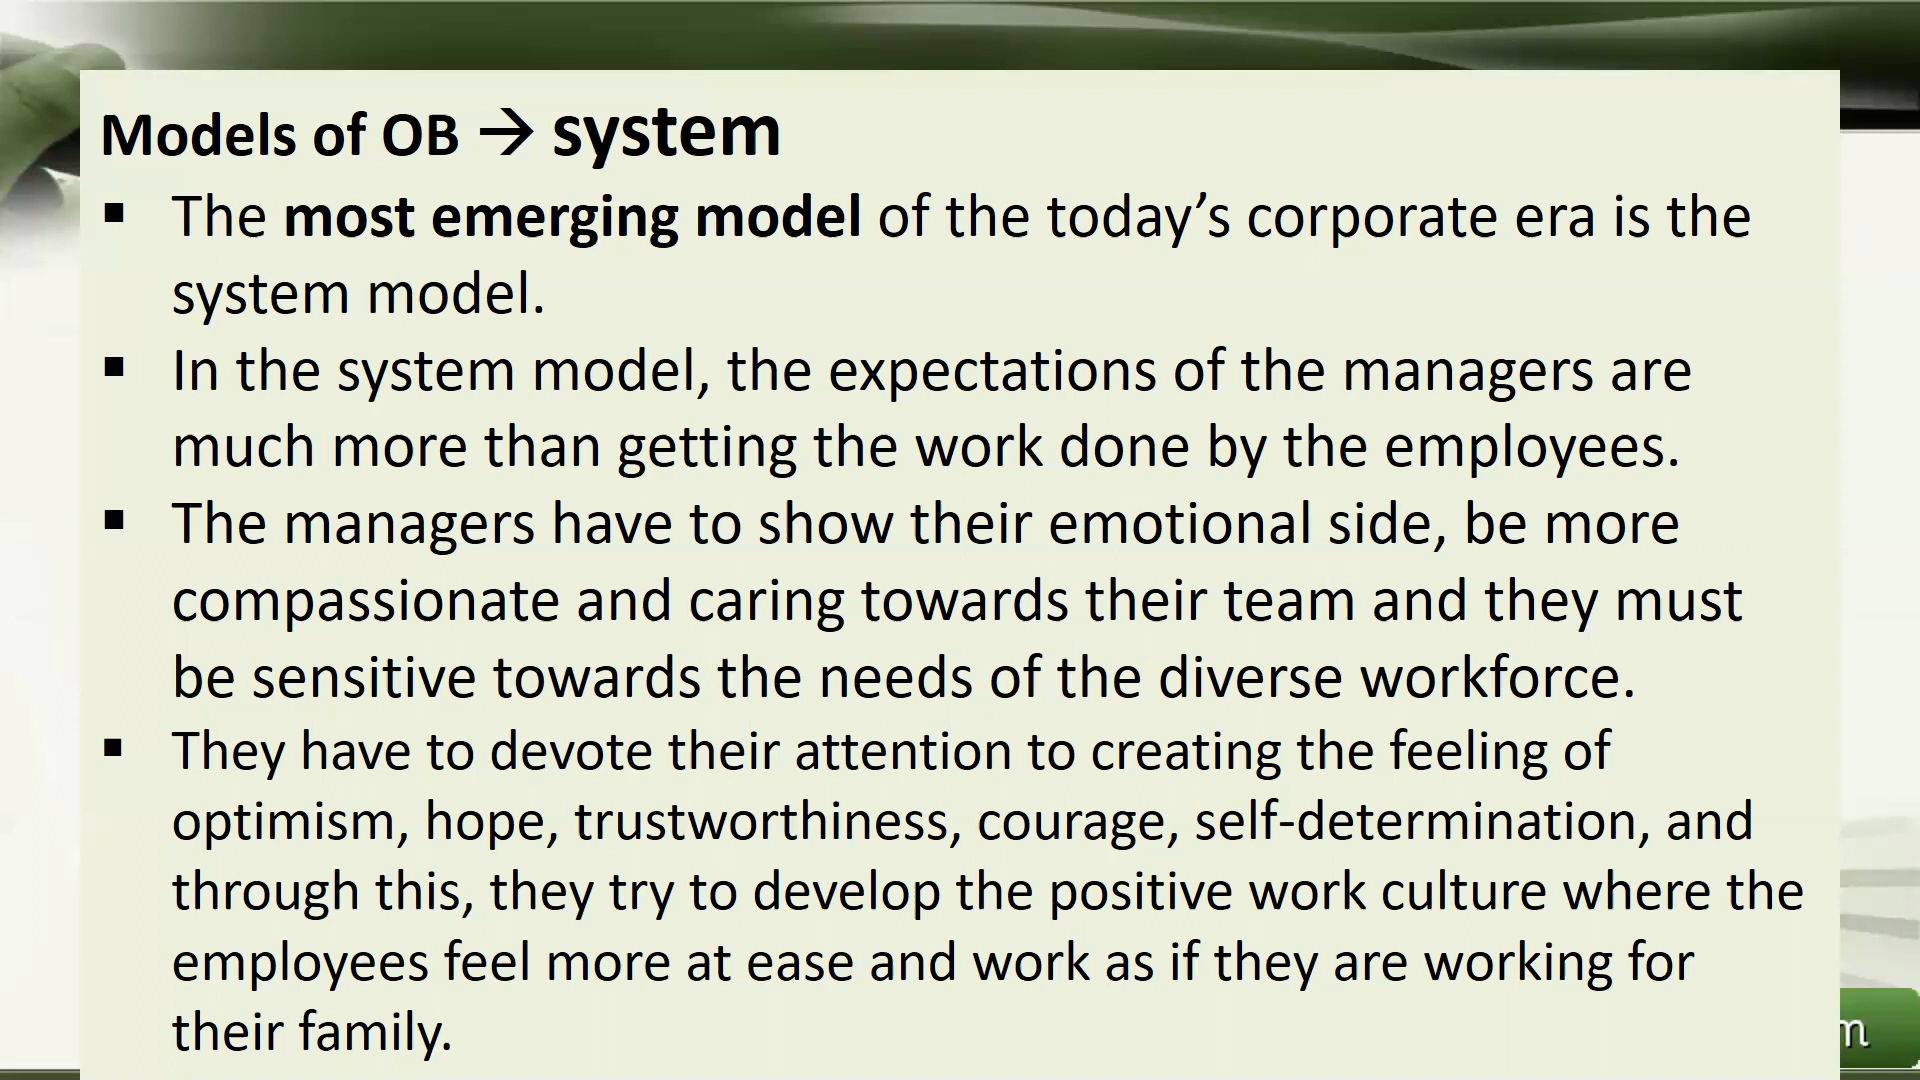 Models of OB → system
▪ The most emerging model of the today’s corporate era is the
system model.
▪ In the system model, the expectations of the managers are
much more than getting the work done by the employees.
▪ The managers have to show their emotional side, be more
compassionate and caring towards their team and they must
be sensitive towards the needs of the diverse workforce.
▪ They have to devote their attention to creating the feeling of
optimism, hope, trustworthiness, courage, self-determination, and
through this, they try to develop the positive work culture where the
employees feel more at ease and work as if they are working for
their family.